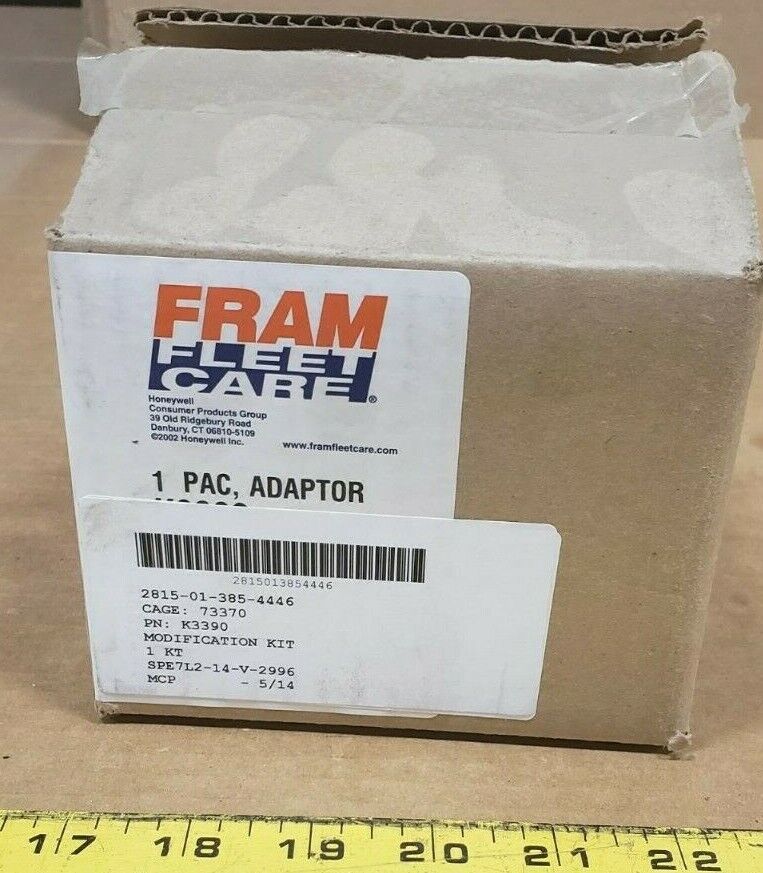 FRAM
FLEET
CARE®
Honeywell
Consumer Products Group
39 Old Ridgebury Road
Danbury, CT 06810-5109
©2002 Honeywell Inc.
www.framfleetcare.com
1 PAC, ADAPTOR
2815013854446
2815-01-385-4446
CAGE: 73370
PN: K3390
MODIFICATION KIT
1 KT
SPE7L2-14-V-2996
MCP - 5/14
17 18 19 20 21 22